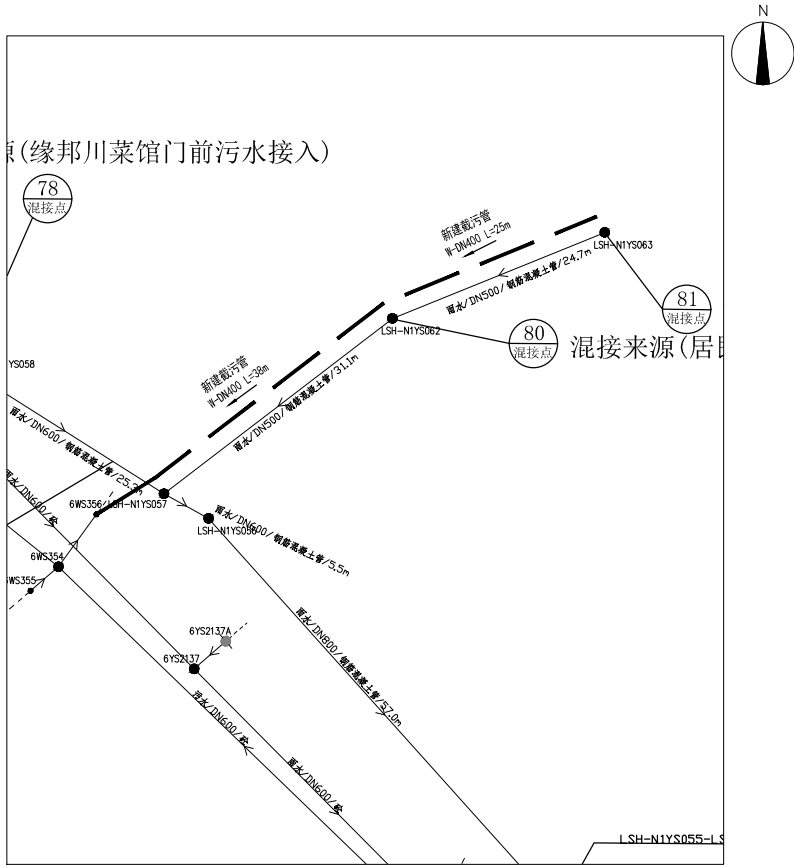 N
(缘邦川菜馆门前污水接入)
78
混接点
新建截污管
W-DN400 L=25m
LSH-N1YS063
雨水/DN500/钢筋混凝土管/24.7m
81
混接点
LSH-N1YS062
80
混接点
混接来源(居
YS058
新建截污管
W-DN400 L=38m
雨水/DN500/钢筋混凝土管/31.1m
雨水/DN600/钢筋混凝土管/25.3m
雨水/DN600/砼
6WS356/LSH-N1YS057
LSH-N1YS056
雨水/DN600/钢筋混凝土管/5.5m
6WS354
WS355
6YS2137A
6YS2137
雨水/DN800/钢筋混凝土管/57.0m
污水/DN600/砼
雨水/DN600/砼
LSH-N1YS055-LS